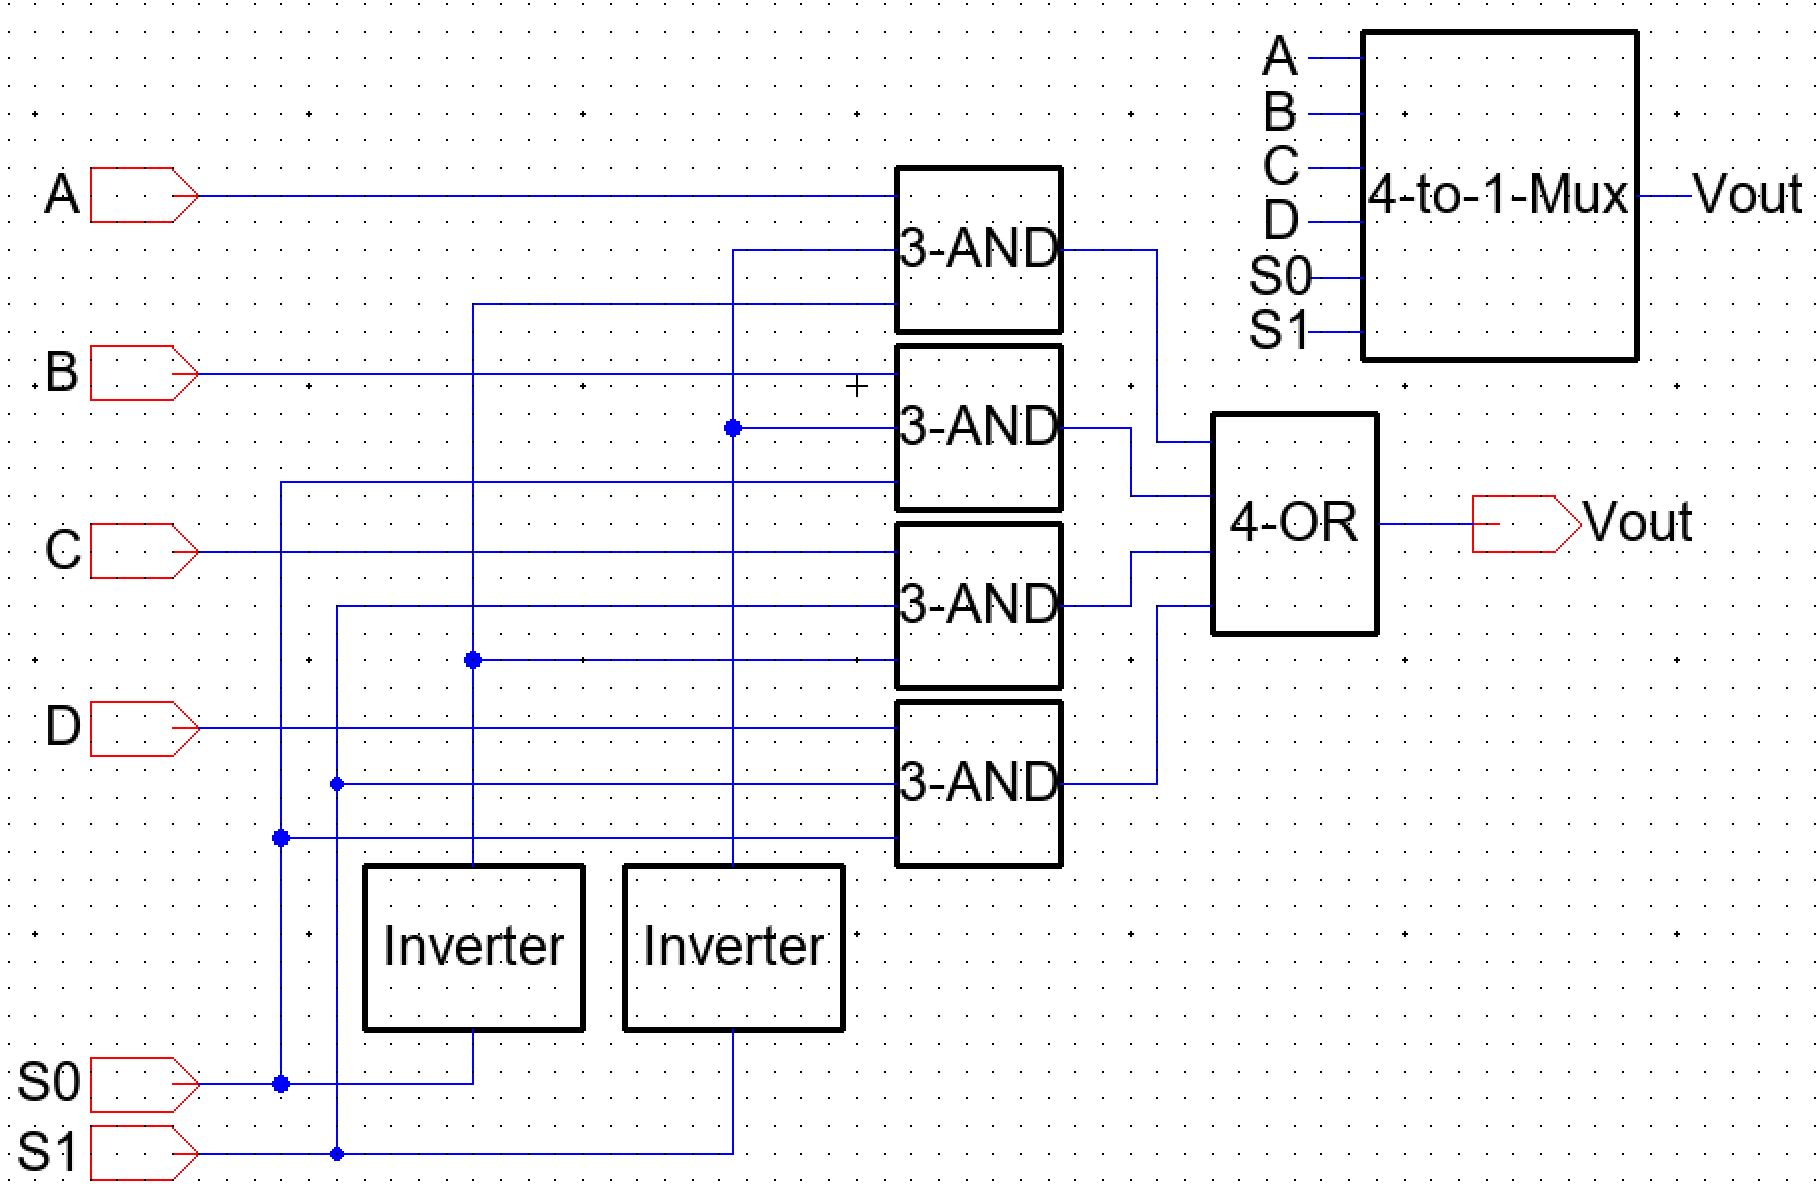 A
B
C
D
S0
S1
4-to-1-Mux
Vout
A
B
C
D
S0
S1
3-AND
3-AND
3-AND
3-AND
4-OR
Vout
Inverter
Inverter